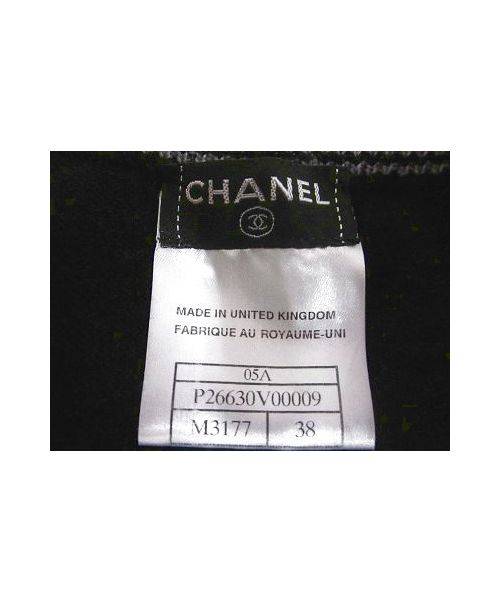 CHANEL
MADE IN UNITED KINGDOM
FABRIQUE AU ROYAUME-UNI
05A
P26630V00009
M3177 38